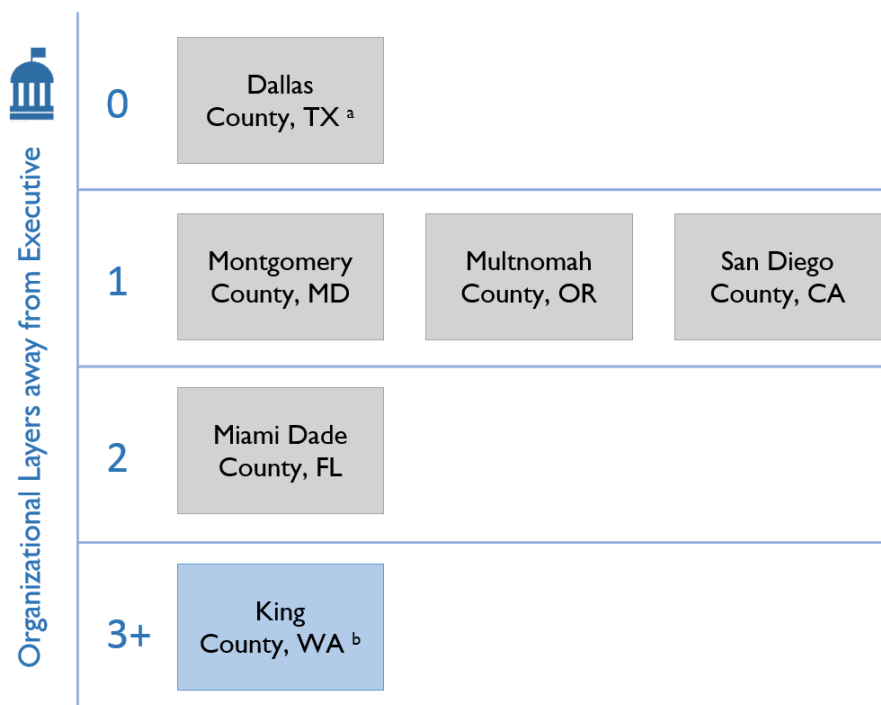 Organizational Layers away from Executive
0
Dallas
County, TX ᵃ
1
Montgomery
County, MD
Multnomah
County, OR
San Diego
County, CA
2
Miami Dade
County, FL
3+
King
County, WA ᵇ